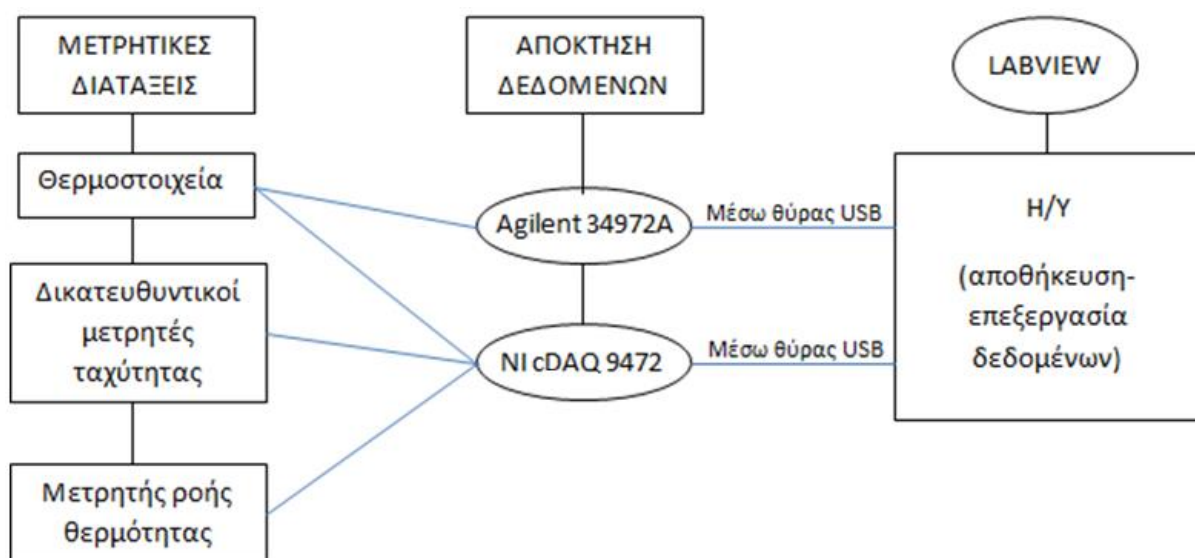 ΜΕΤΡΗΤΙΚΕΣ
ΔΙΑΤΑΞΕΙΣ
Θερμοστοιχεία
Δικατευθυντικοί
μετρητές
ταχύτητας
Μετρητής ροής
θερμότητας
ΑΠΟΚΤΗΣΗ
ΔΕΔΟΜΕΝΩΝ
Agilent 34972A
NI cDAQ 9472
Μέσω θύρας USB
Μέσω θύρας USB
LABVIEW
Η/Υ
(αποθήκευση-
επεξεργασία
δεδομένων)